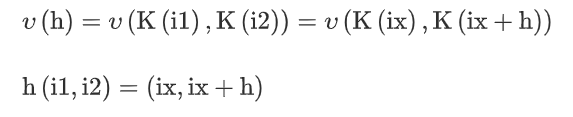 υ (h) = υ (K (i1) , K (i2)) = υ (K (ix) , K (ix + h))
h (i1, i2) = (ix, ix + h)